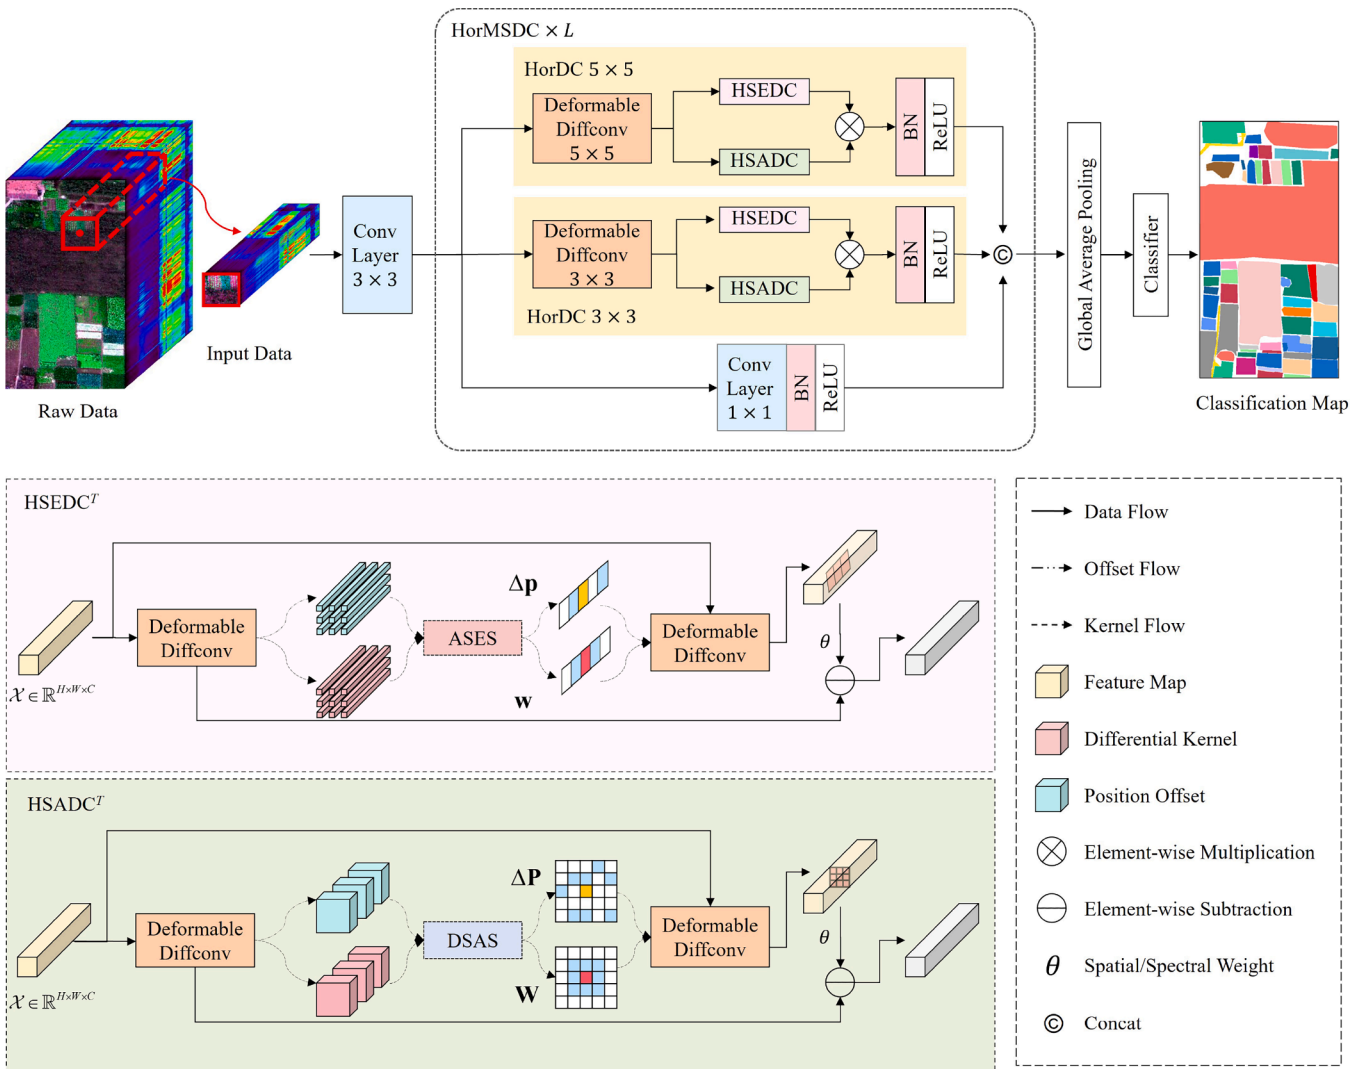 HorMSDC × L
HorDC 5 × 5
Deformable
Diffconv
5 × 5
HSEDC
HSADC
BN
ReLU
Deformable
Diffconv
3 × 3
HSEDC
HSADC
BN
ReLU
HorDC 3 × 3
Conv
Layer
3 × 3
Conv
Layer
1 × 1
BN
ReLU
©
Global Average Pooling
Classifier
Raw Data
Input Data
Classification Map
HSEDCᵀ
𝒳 ∈ ℝ^{H×W×C}
Deformable
Diffconv
ASES
Δp
w
Deformable
Diffconv
θ
HSADCᵀ
𝒳 ∈ ℝ^{H×W×C}
Deformable
Diffconv
DSAS
ΔP
W
Deformable
Diffconv
θ
Data Flow
Offset Flow
Kernel Flow
Feature Map
Differential Kernel
Position Offset
Element-wise Multiplication
Element-wise Subtraction
θ Spatial/Spectral Weight
© Concat